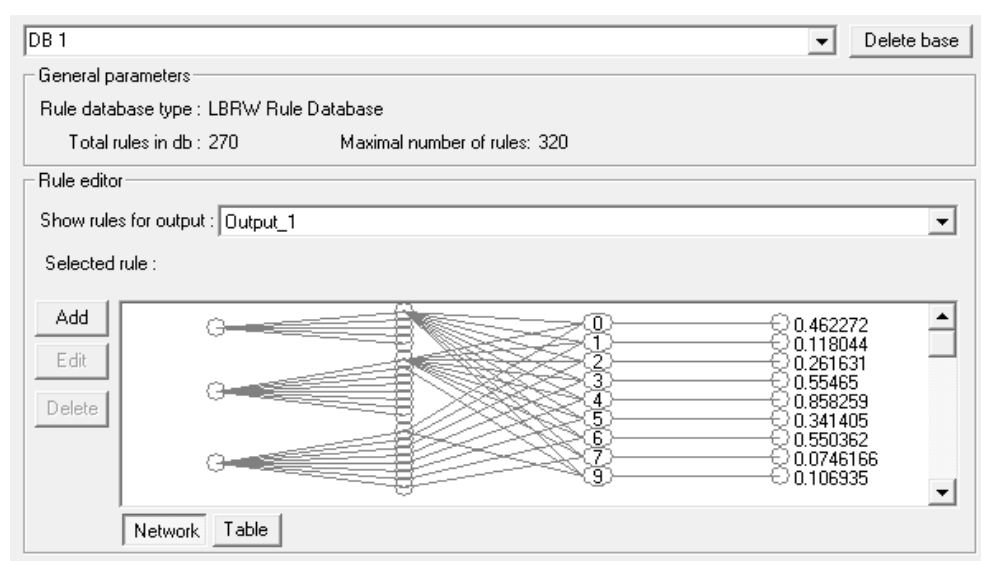 DB 1 Delete base
General parameters
Rule database type : LBRW Rule Database
Total rules in db : 270 Maximal number of rules: 320
Rule editor
Show rules for output : Output_1
Selected rule :
Add
Edit
Delete
0 0.462272
1 0.118044
2 0.261631
3 0.55465
4 0.858259
5 0.341405
6 0.550362
7 0.0746166
9 0.106935
Network Table